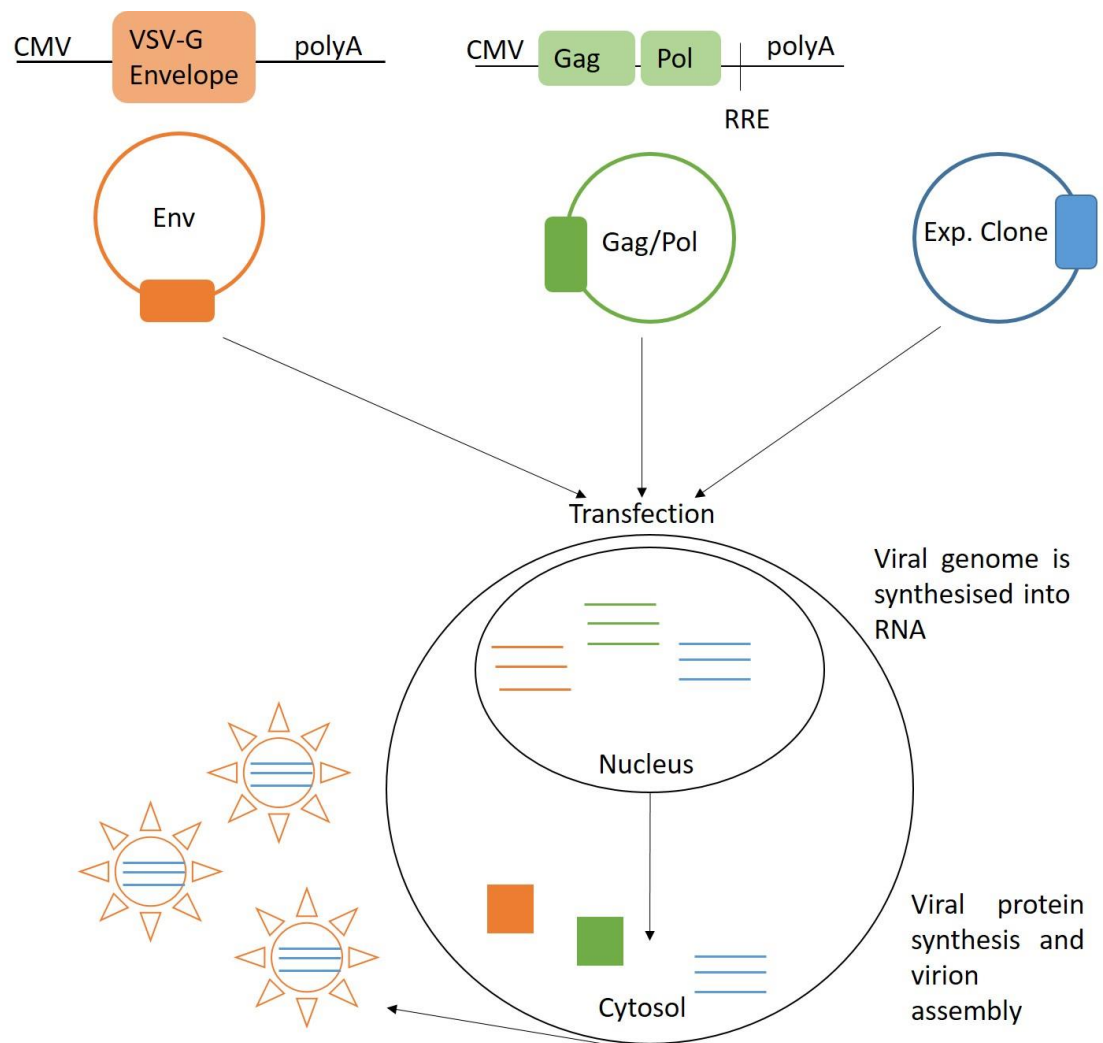 CMV
VSV-G
Envelope
polyA
CMV
Gag
Pol
polyA
RRE
Env
Gag/Pol
Exp. Clone
Transfection
Viral genome is
synthesised into
RNA
Nucleus
Viral protein
synthesis and
virion
assembly
Cytosol